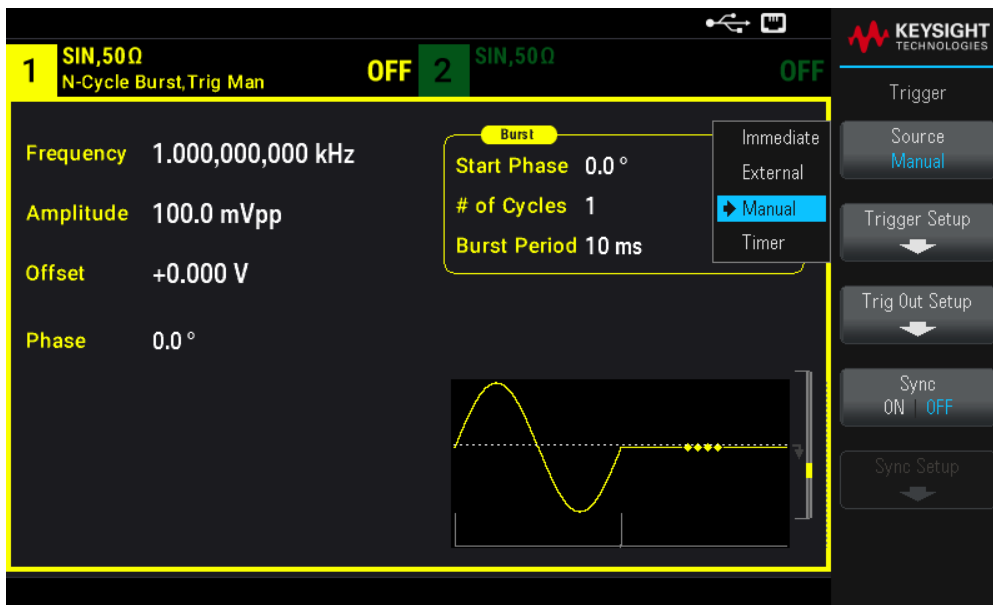 KEYSIGHT
TECHNOLOGIES
1
SIN,50Ω
N-Cycle Burst,Trig Man
OFF
2
SIN,50Ω
OFF
Trigger
Frequency 1.000,000,000 kHz
Amplitude 100.0 mVpp
Offset +0.000 V
Phase 0.0 °
Burst
Start Phase 0.0 °
# of Cycles 1
Burst Period 10 ms
Immediate
External
Manual
Timer
Source
Manual
Trigger Setup
Trig Out Setup
Sync
ON | OFF
Sync Setup